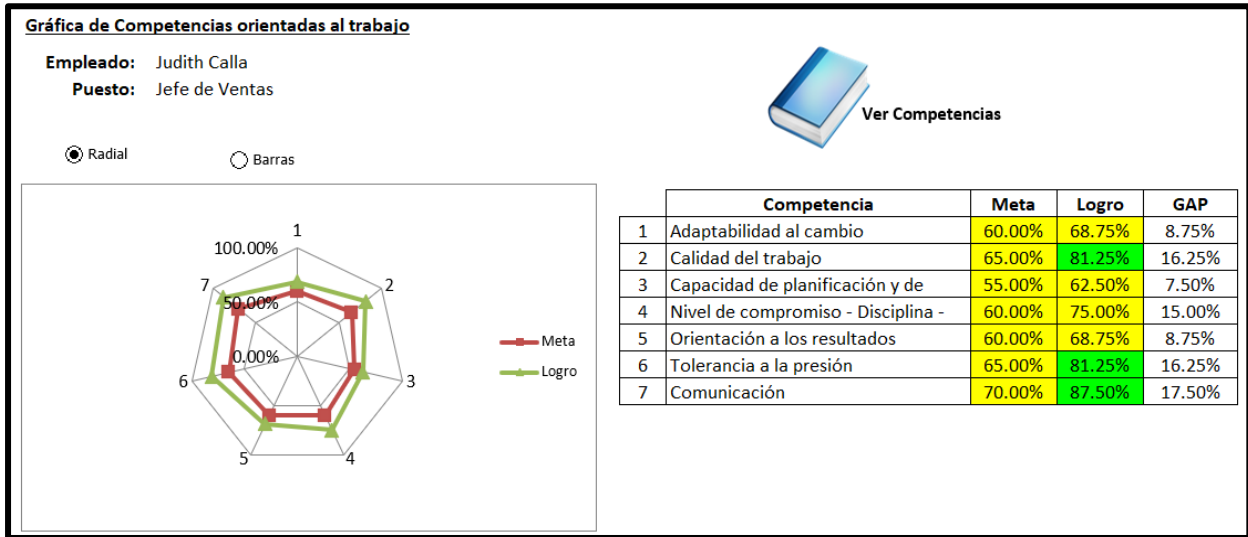 Gráfica de Competencias orientadas al trabajo
Empleado: Judith Calla
Puesto: Jefe de Ventas
Ver Competencias
Radial
Barras
1
100.00%
7
2
50.00%
0.00%
6
3
5
4
Meta
Logro
Competencia Meta Logro GAP
1 Adaptabilidad al cambio 60.00% 68.75% 8.75%
2 Calidad del trabajo 65.00% 81.25% 16.25%
3 Capacidad de planificación y de 55.00% 62.50% 7.50%
4 Nivel de compromiso - Disciplina - 60.00% 75.00% 15.00%
5 Orientación a los resultados 60.00% 68.75% 8.75%
6 Tolerancia a la presión 65.00% 81.25% 16.25%
7 Comunicación 70.00% 87.50% 17.50%